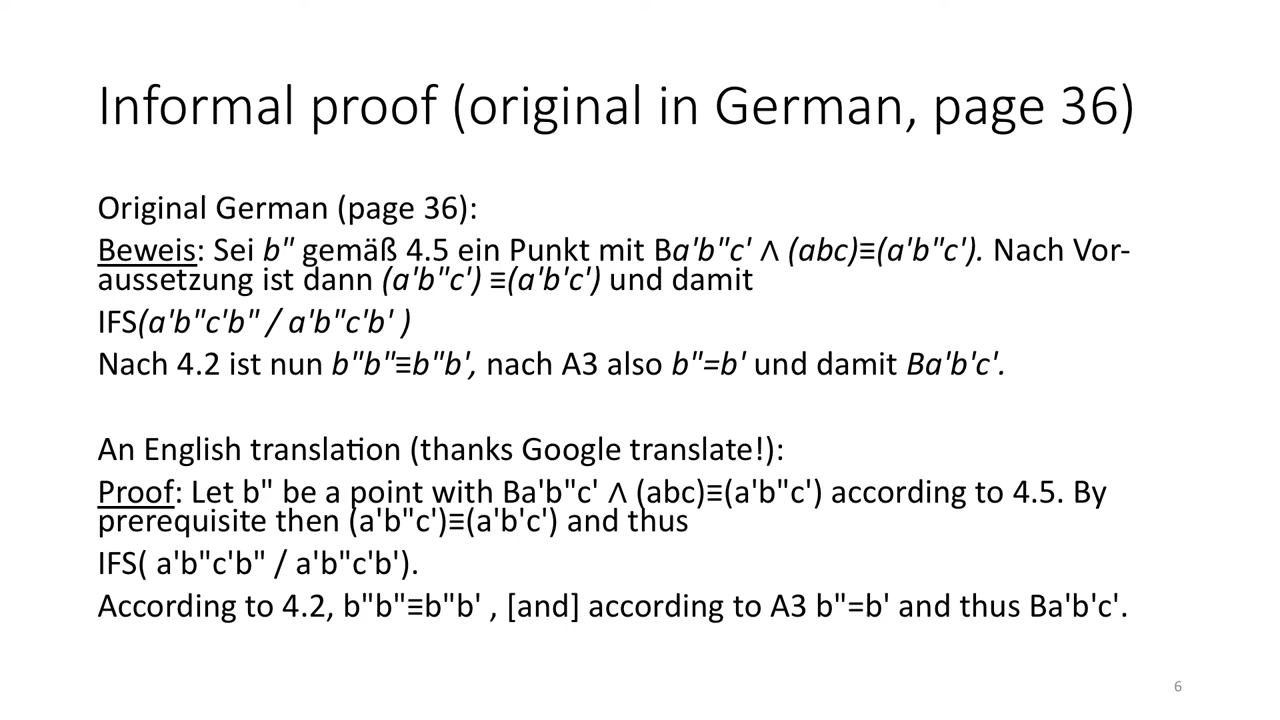 Informal proof (original in German, page 36)
Original German (page 36):
Beweis: Sei b" gemäß 4.5 ein Punkt mit Ba'b"c' ∧ (abc)≡(a'b"c'). Nach Vor-
aussetzung ist dann (a'b"c') ≡(a'b'c') und damit
IFS(a'b"c'b" / a'b"c'b' )
Nach 4.2 ist nun b"b"≡b"b', nach A3 also b"=b' und damit Ba'b'c'.
An English translation (thanks Google translate!):
Proof: Let b" be a point with Ba'b"c' ∧ (abc)≡(a'b"c') according to 4.5. By
prerequisite then (a'b"c')≡(a'b'c') and thus
IFS( a'b"c'b" / a'b"c'b').
According to 4.2, b"b"≡b"b' , [and] according to A3 b"=b' and thus Ba'b'c'.
6